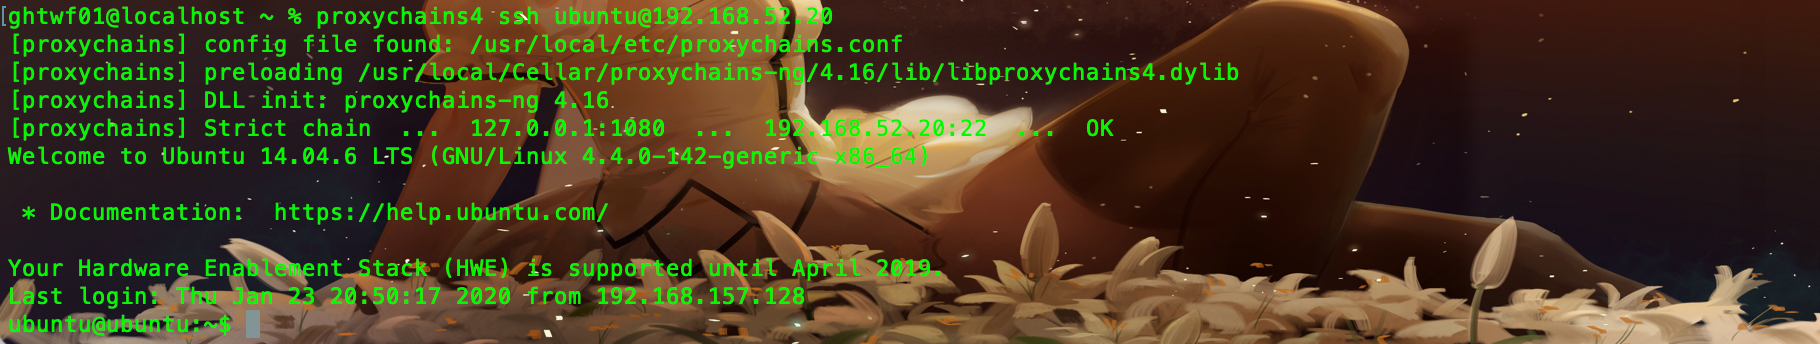 [ghtwf01@localhost ~ % proxychains4 ssh ubuntu@192.168.52.20
[proxychains] config file found: /usr/local/etc/proxychains.conf
[proxychains] preloading /usr/local/Cellar/proxychains-ng/4.16/lib/libproxychains4.dylib
[proxychains] DLL init: proxychains-ng 4.16
[proxychains] Strict chain  ...  127.0.0.1:1080  ...  192.168.52.20:22  ...  OK
Welcome to Ubuntu 14.04.6 LTS (GNU/Linux 4.4.0-142-generic x86_64)
* Documentation:  https://help.ubuntu.com/
Your Hardware Enablement Stack (HWE) is supported until April 2019.
Last login: Thu Jan 23 20:50:17 2020 from 192.168.157.128
ubuntu@ubuntu:~$